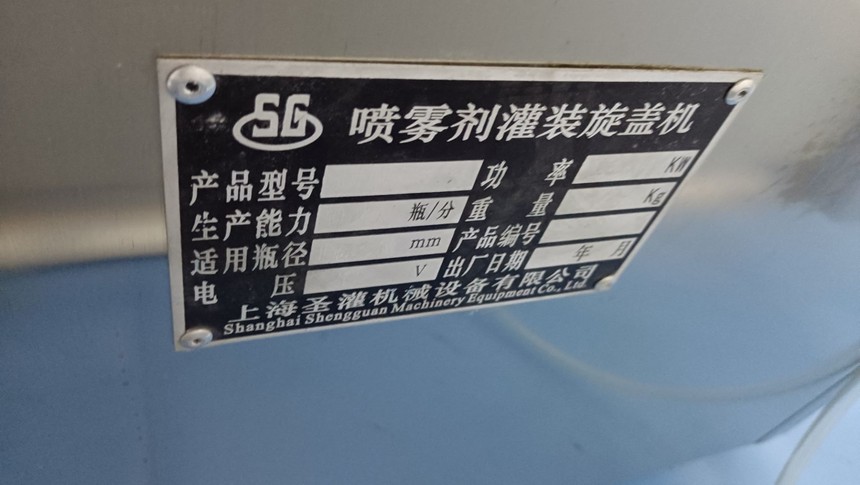 SG 喷雾剂灌装旋盖机
产品型号 功率 KW
生产能力 瓶/分 重量 Kg
适用瓶径 mm 产品编号
电压 V 出厂日期 年 月
上海圣灌机械设备有限公司
Shanghai Shengguan Machinery Equipment Co., Ltd.